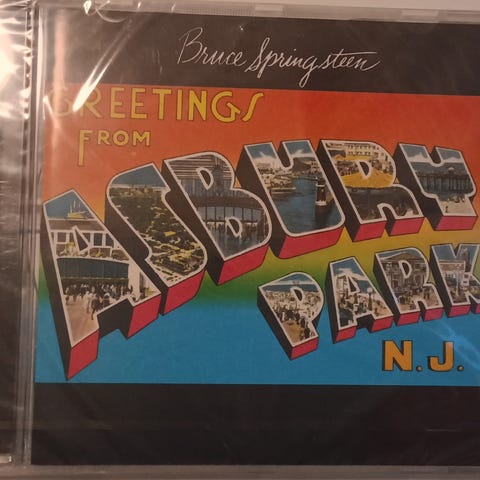 Bruce Springsteen
GREETINGS
FROM
ASBURY
PARK
N.J.